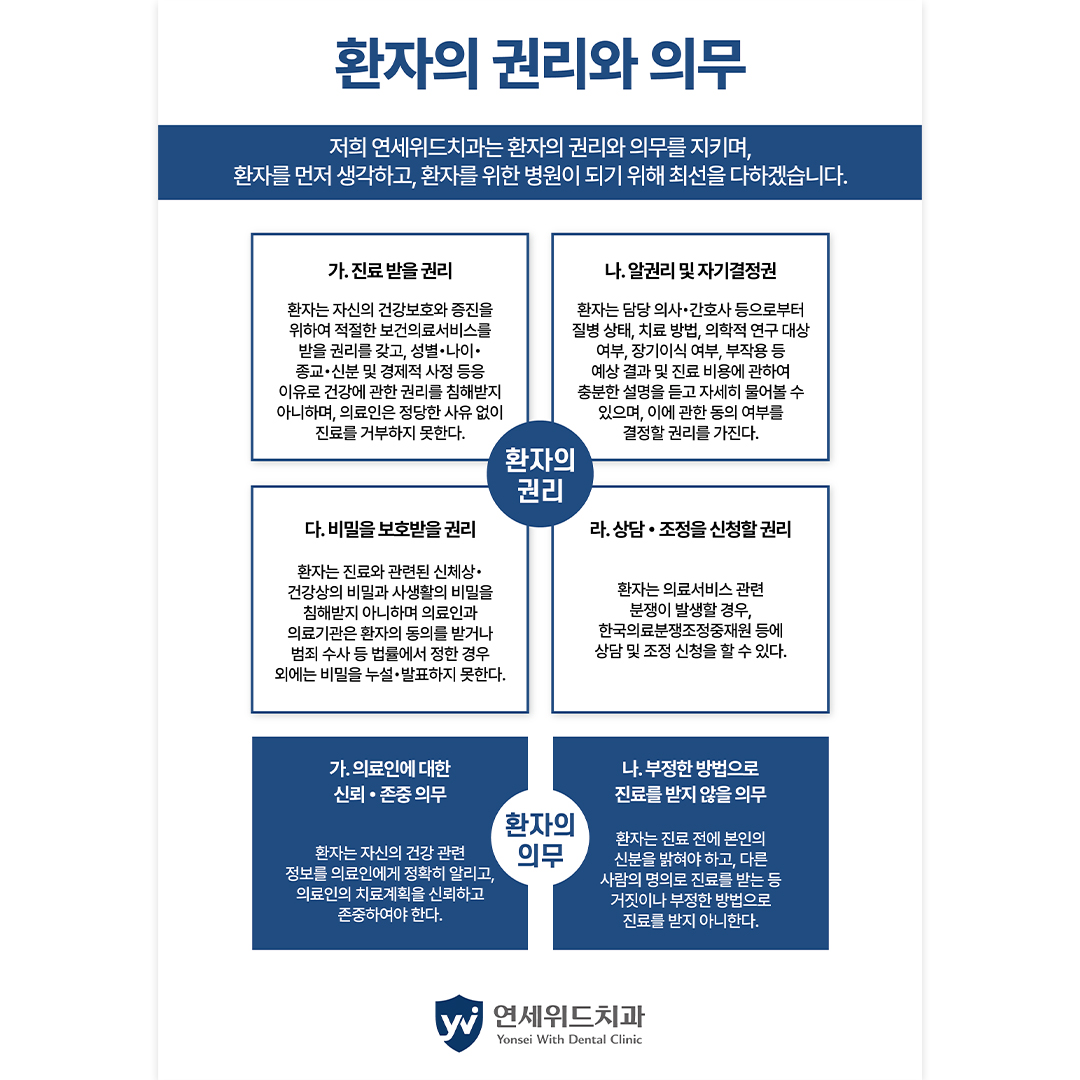 환자의 권리와 의무
저희 연세위드치과는 환자의 권리와 의무를 지키며,
환자를 먼저 생각하고, 환자를 위한 병원이 되기 위해 최선을 다하겠습니다.
가. 진료 받을 권리
환자는 자신의 건강보호와 증진을
위하여 적절한 보건의료서비스를
받을 권리를 갖고, 성별•나이•
종교•신분 및 경제적 사정 등응
이유로 건강에 관한 권리를 침해받지
아니하며, 의료인은 정당한 사유 없이
진료를 거부하지 못한다.
나. 알권리 및 자기결정권
환자는 담당 의사•간호사 등으로부터
질병 상태, 치료 방법, 의학적 연구 대상
여부, 장기이식 여부, 부작용 등
예상 결과 및 진료 비용에 관하여
충분한 설명을 듣고 자세히 물어볼 수
있으며, 이에 관한 동의 여부를
결정할 권리를 가진다.
환자의
권리
다. 비밀을 보호받을 권리
환자는 진료와 관련된 신체상•
건강상의 비밀과 사생활의 비밀을
침해받지 아니하며 의료인과
의료기관은 환자의 동의를 받거나
범죄 수사 등 법률에서 정한 경우
외에는 비밀을 누설•발표하지 못한다.
라. 상담 • 조정을 신청할 권리
환자는 의료서비스 관련
분쟁이 발생할 경우,
한국의료분쟁조정중재원 등에
상담 및 조정 신청을 할 수 있다.
가. 의료인에 대한
신뢰 • 존중 의무
환자는 자신의 건강 관련
정보를 의료인에게 정확히 알리고,
의료인의 치료계획을 신뢰하고
존중하여야 한다.
환자의
의무
나. 부정한 방법으로
진료를 받지 않을 의무
환자는 진료 전에 본인의
신분을 밝혀야 하고, 다른
사람의 명의로 진료를 받는 등
거짓이나 부정한 방법으로
진료를 받지 아니한다.
연세위드치과
Yonsei With Dental Clinic